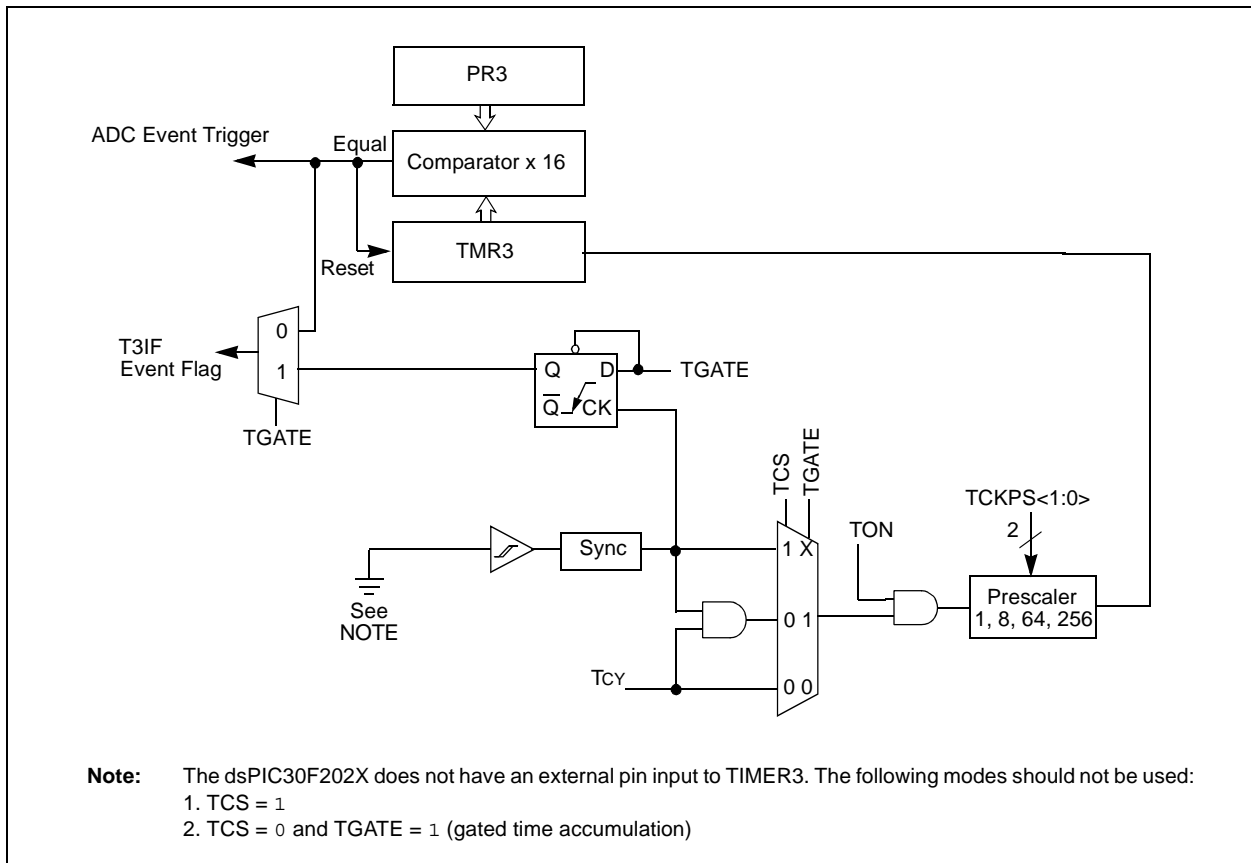 PR3
ADC Event Trigger
Equal
Comparator x 16
TMR3
Reset
0
1
T3IF
Event Flag
TGATE
Q D
Q CK
TGATE
TCS
TGATE
TCKPS<1:0>
2
TON
Sync
1 X
See
NOTE
0 1
Prescaler
1, 8, 64, 256
TCY
0 0
Note: The dsPIC30F202X does not have an external pin input to TIMER3. The following modes should not be used:
1. TCS = 1
2. TCS = 0 and TGATE = 1 (gated time accumulation)